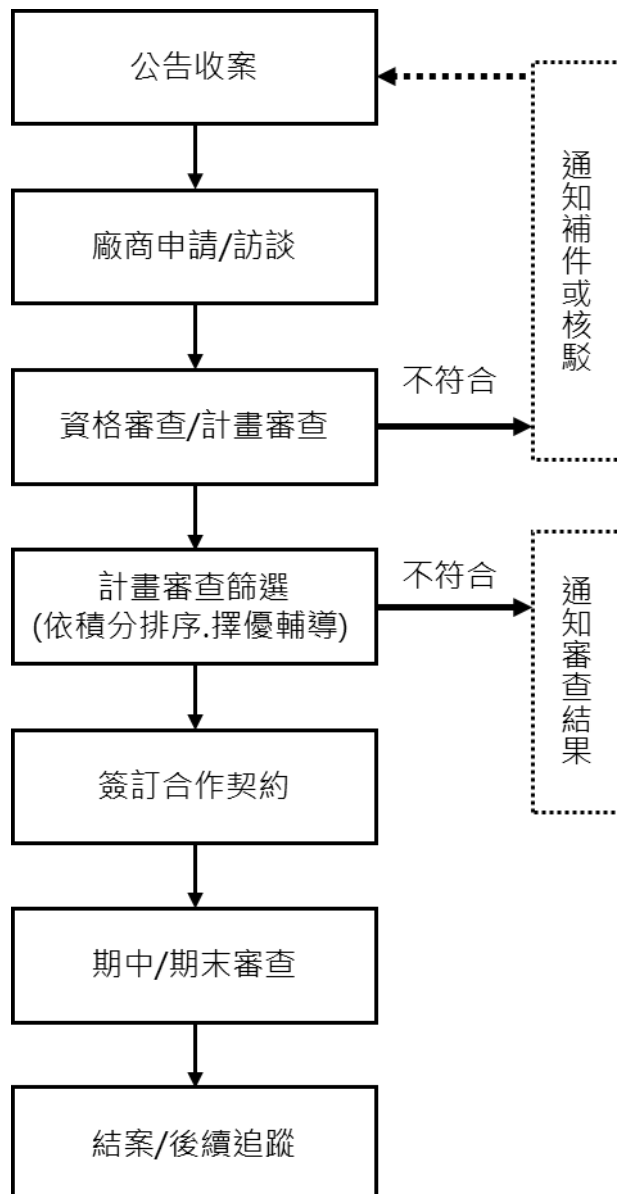 公告收案
廠商申請/訪談
資格審查/計畫審查
不符合
通知補件或核駁
計畫審查篩選
(依積分排序.擇優輔導)
不符合
通知審查結果
簽訂合作契約
期中/期末審查
結案/後續追蹤